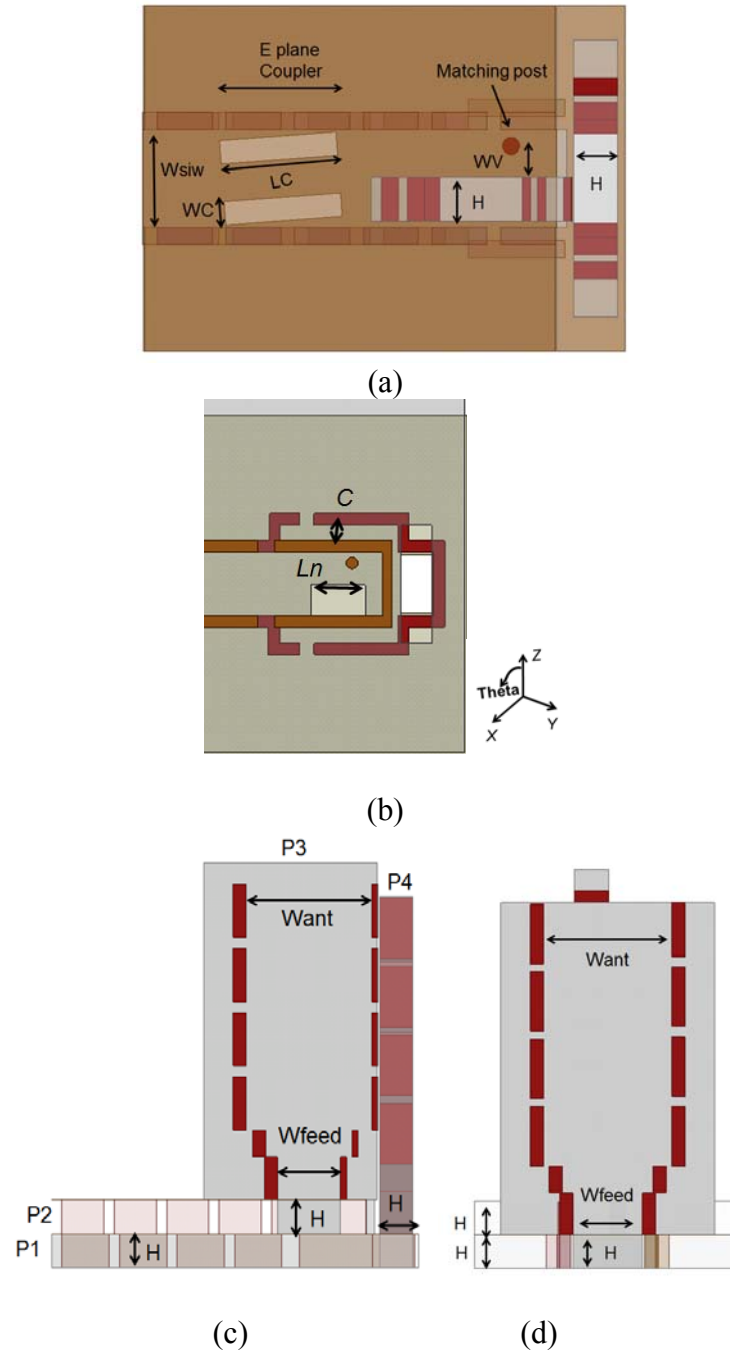 E plane
Coupler
Matching post
Wsiw
LC
WC
WV
H
H
(a)
C
Ln
Z
Theta
X
Y
(b)
P3
P4
Want
Want
Wfeed
Wfeed
P2
H
H
H
P1
H
H
(c)
(d)